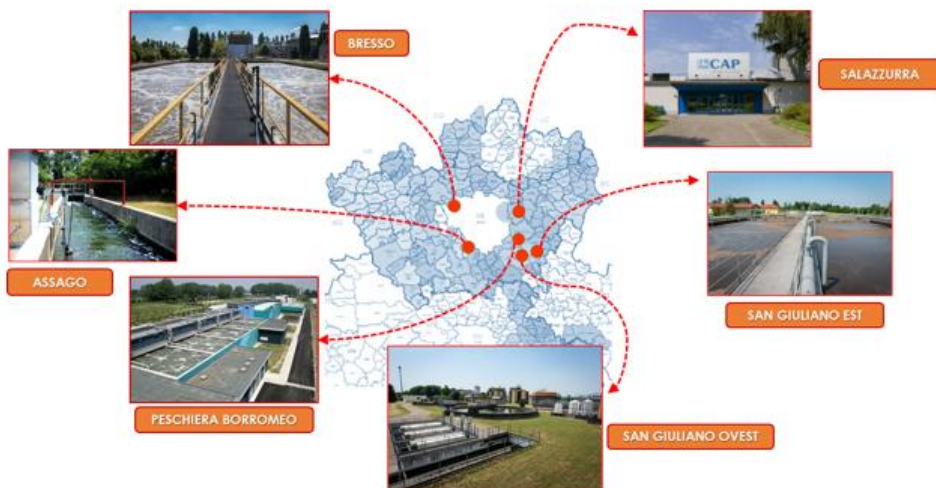 BRESSO
CAP
SALAZZURRA
ASSAGO
SAN GIULIANO EST
PESCHIERA BORROMEO
SAN GIULIANO OVEST